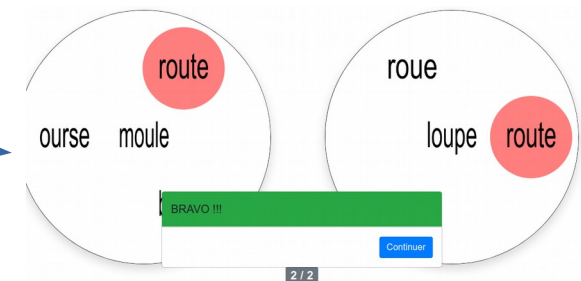 route
roue
ourse moule
loupe route
BRAVO !!!
Continuer
2 / 2